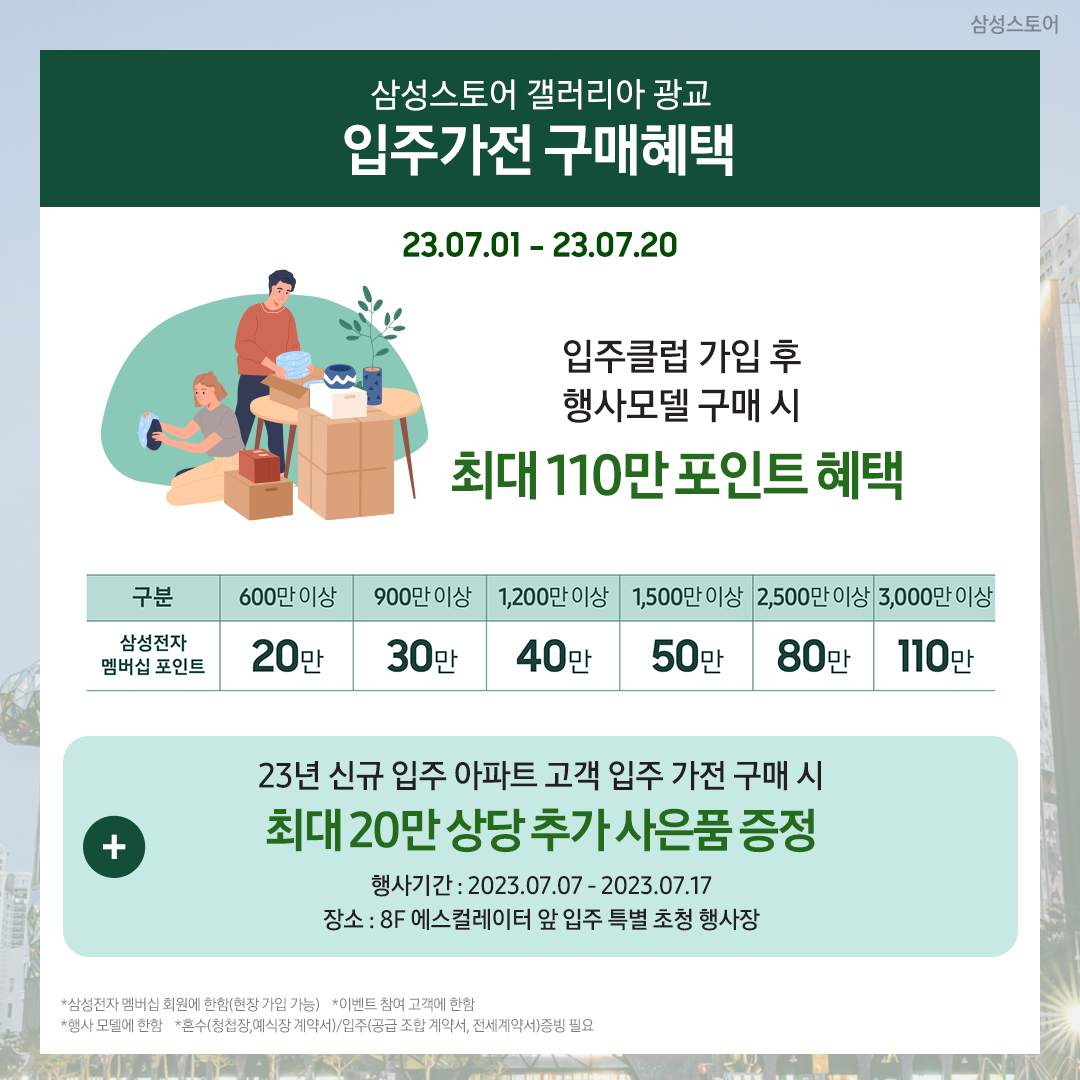 삼성스토어
삼성스토어 갤러리아 광교
입주가전 구매혜택
23.07.01 - 23.07.20
입주클럽 가입 후
행사모델 구매 시
최대 110만 포인트 혜택
구분 600만 이상 900만 이상 1,200만 이상 1,500만 이상 2,500만 이상 3,000만 이상
삼성전자
멤버십 포인트 20만 30만 40만 50만 80만 110만
23년 신규 입주 아파트 고객 입주 가전 구매 시
+ 최대 20만 상당 추가 사은품 증정
행사기간 : 2023.07.07 - 2023.07.17
장소 : 8F 에스컬레이터 앞 입주 특별 초청 행사장
*삼성전자 멤버십 회원에 한함(현장 가입 가능) *이벤트 참여 고객에 한함
*행사 모델에 한함 *혼수(청첩장,예식장 계약서)/입주(공급 조합 계약서, 전세계약서)증빙 필요